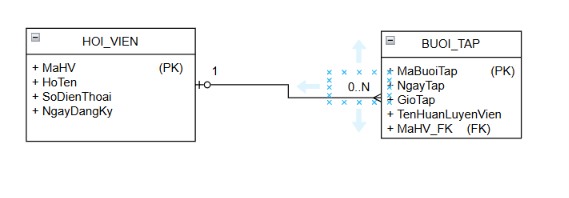 HOI_VIEN
+ MaHV (PK)
+ HoTen
+ SoDienThoai
+ NgayDangKy
1
0..N
BUOI_TAP
+ MaBuoiTap (PK)
+ NgayTap
+ GioTap
+ TenHuanLuyenVien
+ MaHV_FK (FK)